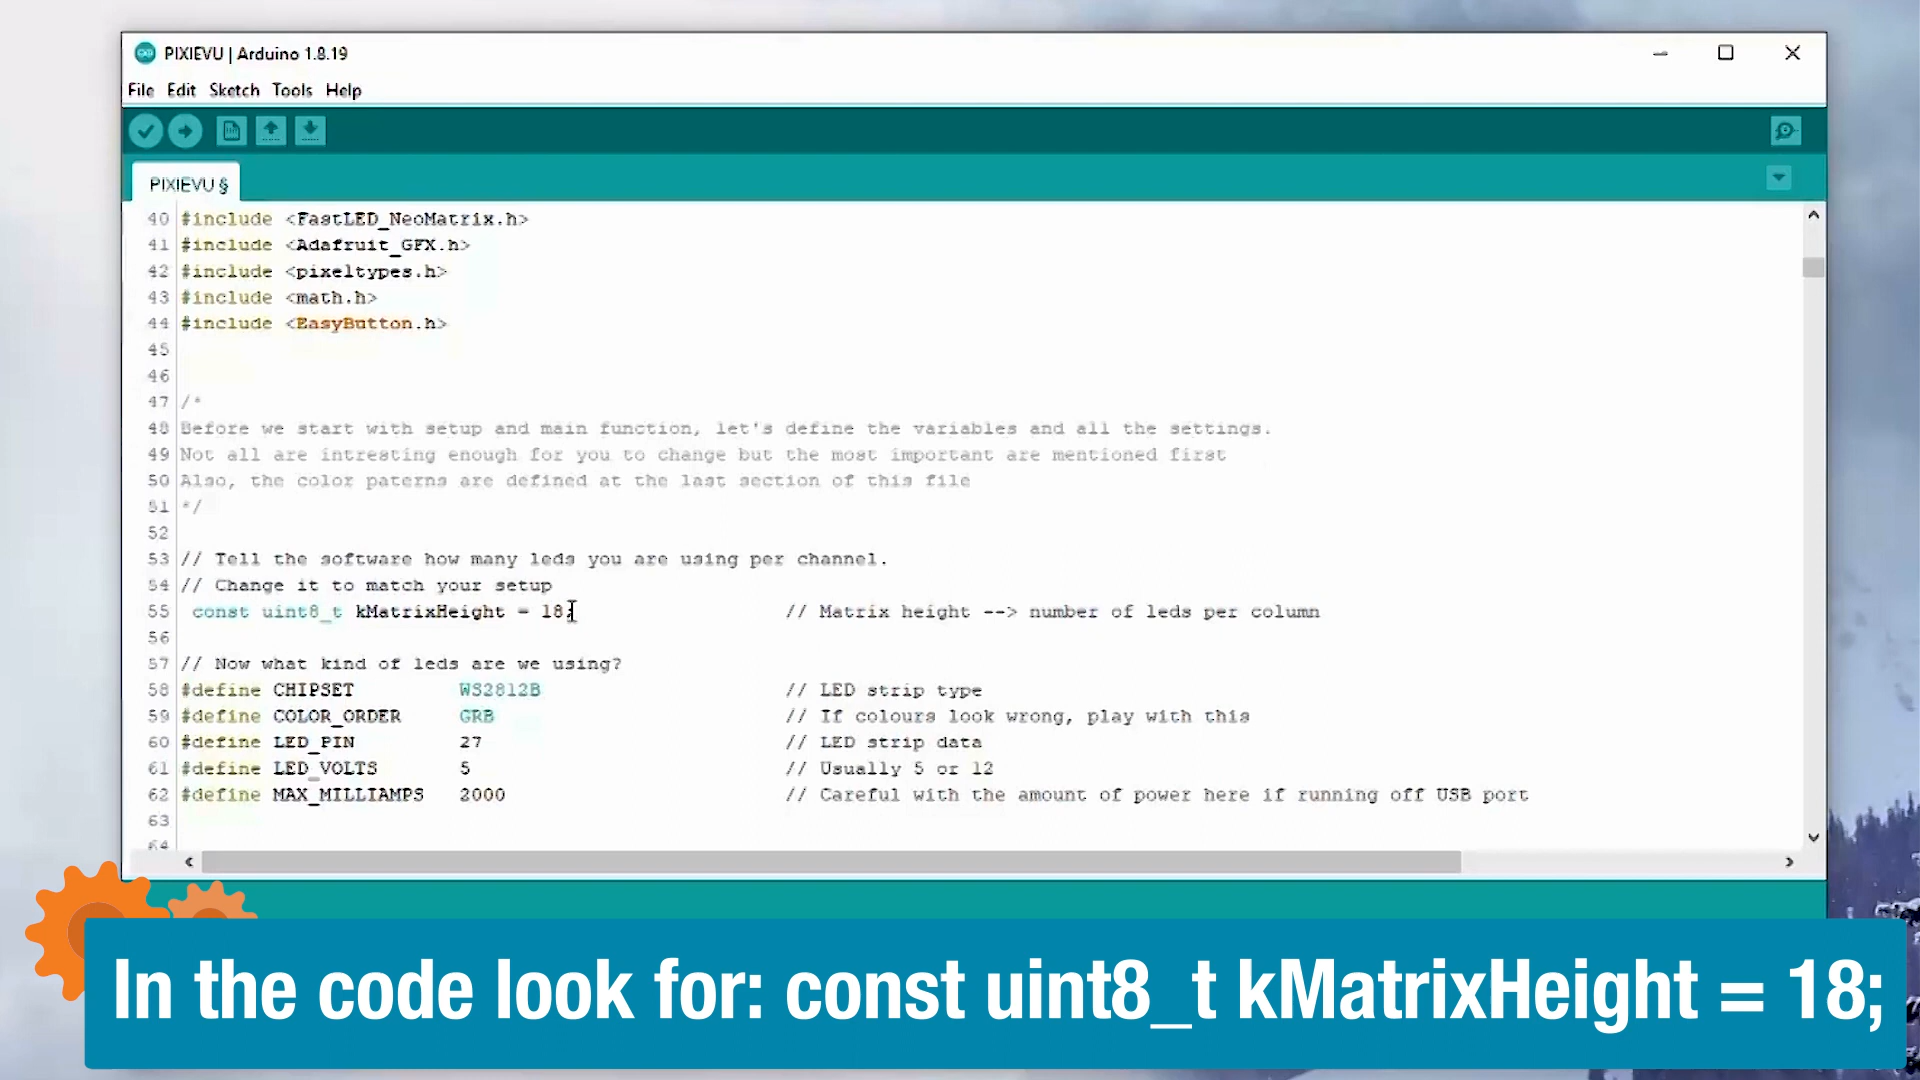 PIXIEVU | Arduino 1.8.19
File Edit Sketch Tools Help
PIXIEVU §
40 #include <FastLED_NeoMatrix.h>
41 #include <Adafruit_GFX.h>
42 #include <pixeltypes.h>
43 #include <math.h>
44 #include <EasyButton.h>
45
46
47 /*
48 Before we start with setup and main function, let's define the variables and all the settings.
49 Not all are intresting enough for you to change but the most important are mentioned first
50 Also, the color paterns are defined at the last section of this file
51 */
52
53 // Tell the software how many leds you are using per channel.
54 // Change it to match your setup
55 const uint8_t kMatrixHeight = 18; // Matrix height --> number of leds per column
56
57 // Now what kind of leds are we using?
58 #define CHIPSET WS2812B // LED strip type
59 #define COLOR_ORDER GRB // If colours look wrong, play with this
60 #define LED_PIN 27 // LED strip data
61 #define LED_VOLTS 5 // Usually 5 or 12
62 #define MAX_MILLIAMPS 2000 // Careful with the amount of power here if running off USB port
63
64
In the code look for: const uint8_t kMatrixHeight = 18;